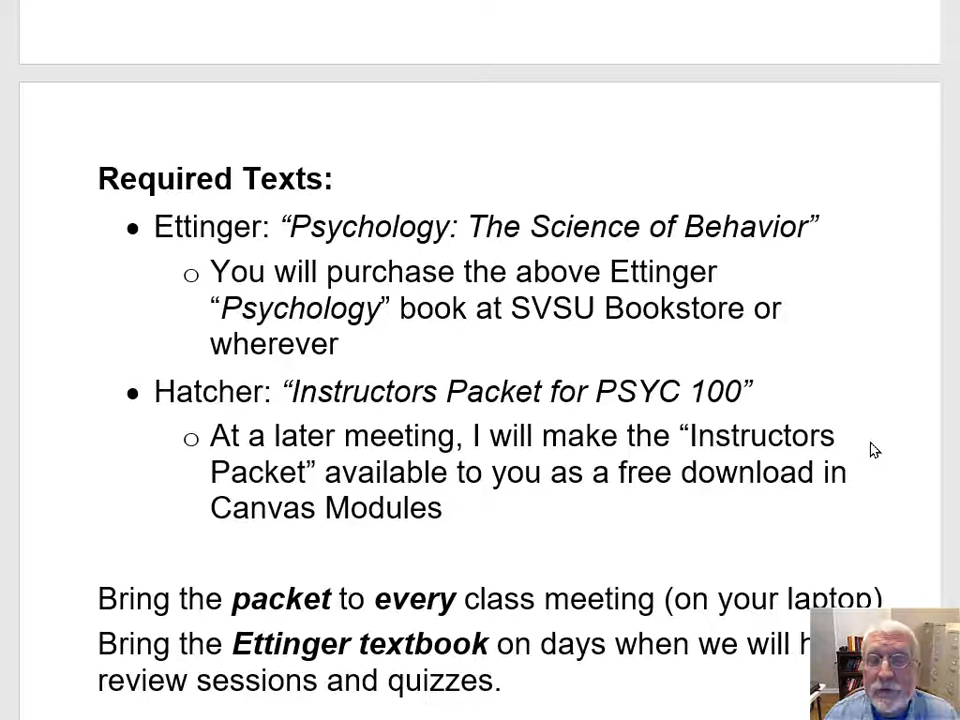 Required Texts:
• Ettinger: “Psychology: The Science of Behavior”
o You will purchase the above Ettinger
“Psychology” book at SVSU Bookstore or
wherever
• Hatcher: “Instructors Packet for PSYC 100”
o At a later meeting, I will make the “Instructors
Packet” available to you as a free download in
Canvas Modules
Bring the packet to every class meeting (on your laptop)
Bring the Ettinger textbook on days when we will
review sessions and quizzes.